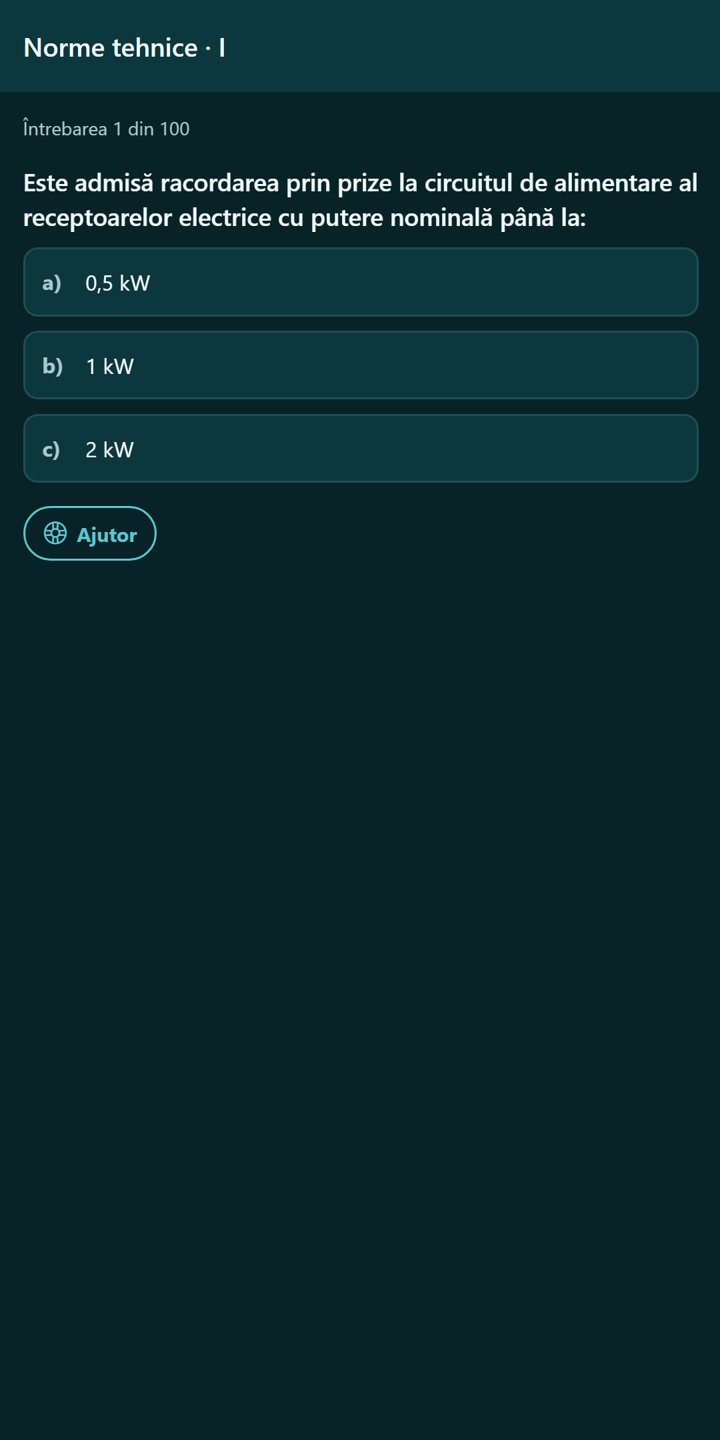 Norme tehnice · I
Întrebarea 1 din 100
Este admisă racordarea prin prize la circuitul de alimentare al
receptoarelor electrice cu putere nominală până la:
a) 0,5 kW
b) 1 kW
c) 2 kW
Ajutor